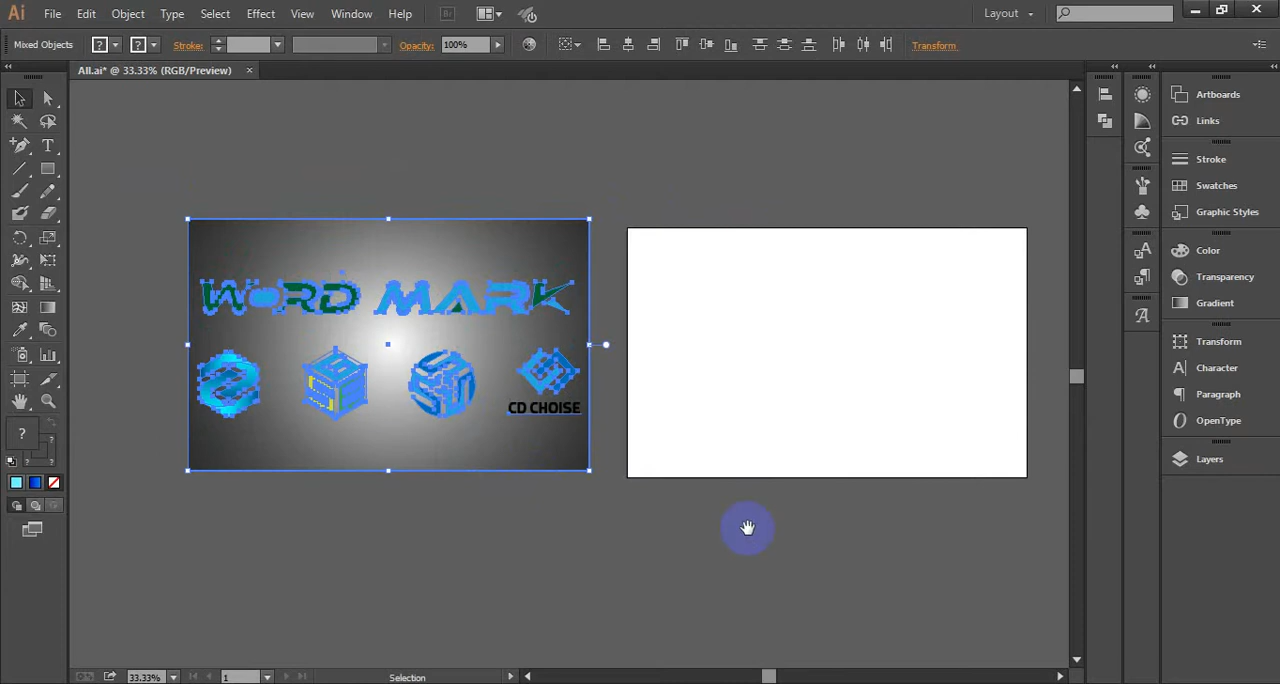 Ai File Edit Object Type Select Effect View Window Help Br Layout
Mixed Objects ? ? Stroke: Opacity: 100% Transform
All.ai* @ 33.33% (RGB/Preview) ×
Artboards
Links
Stroke
Swatches
Graphic Styles
Color
Transparency
Gradient
Transform
Character
Paragraph
OpenType
Layers
WORD MARK
CD CHOISE
?
33.33% 1 Selection